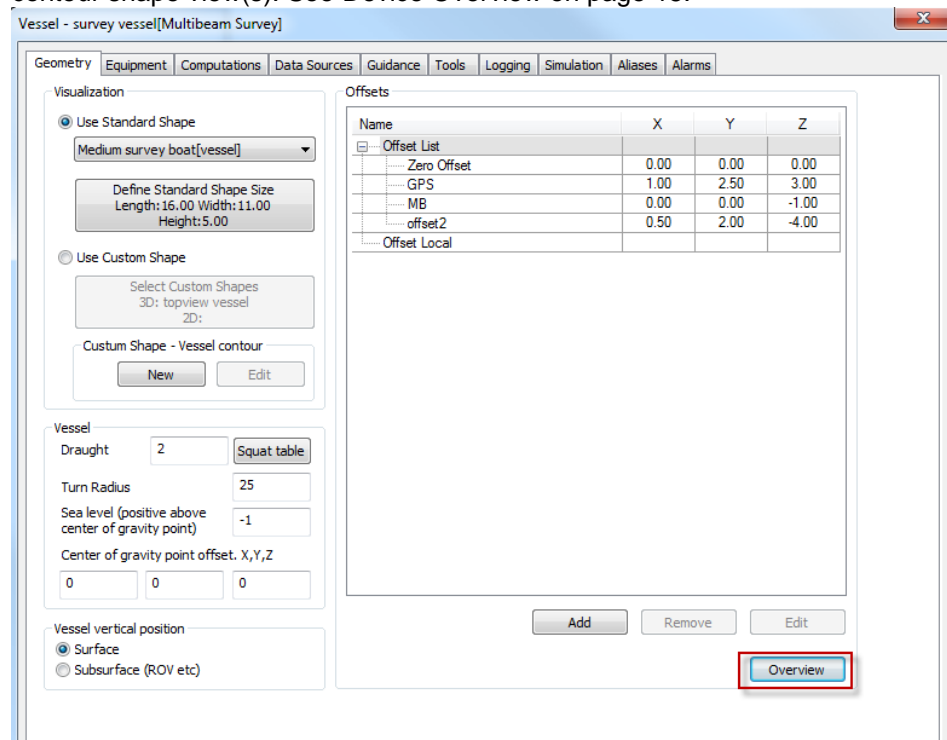 Vessel - survey vessel[Multibeam Survey]
x
Geometry Equipment Computations Data Sources Guidance Tools Logging Simulation Aliases Alarms
Visualization
Use Standard Shape
Medium survey boat[vessel]
Define Standard Shape Size
Length:16.00 Width:11.00
Height:5.00
Use Custom Shape
Select Custom Shapes
3D: topview vessel
2D:
Custum Shape - Vessel contour
New Edit
Vessel
Draught 2 Squat table
Turn Radius 25
Sea level (positive above
center of gravity point) -1
Center of gravity point offset. X,Y,Z
0 0 0
Vessel vertical position
Surface
Subsurface (ROV etc)
Offsets
Name X Y Z
Offset List
Zero Offset 0.00 0.00 0.00
GPS 1.00 2.50 3.00
MB 0.00 0.00 -1.00
offset2 0.50 2.00 -4.00
Offset Local
Add Remove Edit
Overview